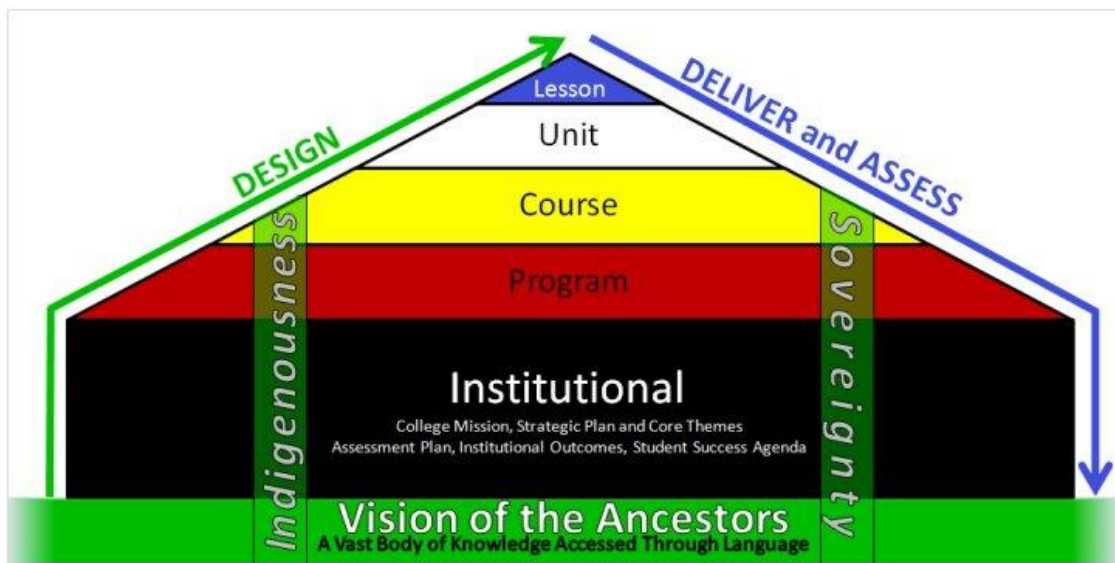 DESIGN
DELIVER and ASSESS
Lesson
Unit
Course
Program
Indigenousness
Sovereignty
Institutional
College Mission, Strategic Plan and Core Themes
Assessment Plan, Institutional Outcomes, Student Success Agenda
Vision of the Ancestors
A Vast Body of Knowledge Accessed Through Language